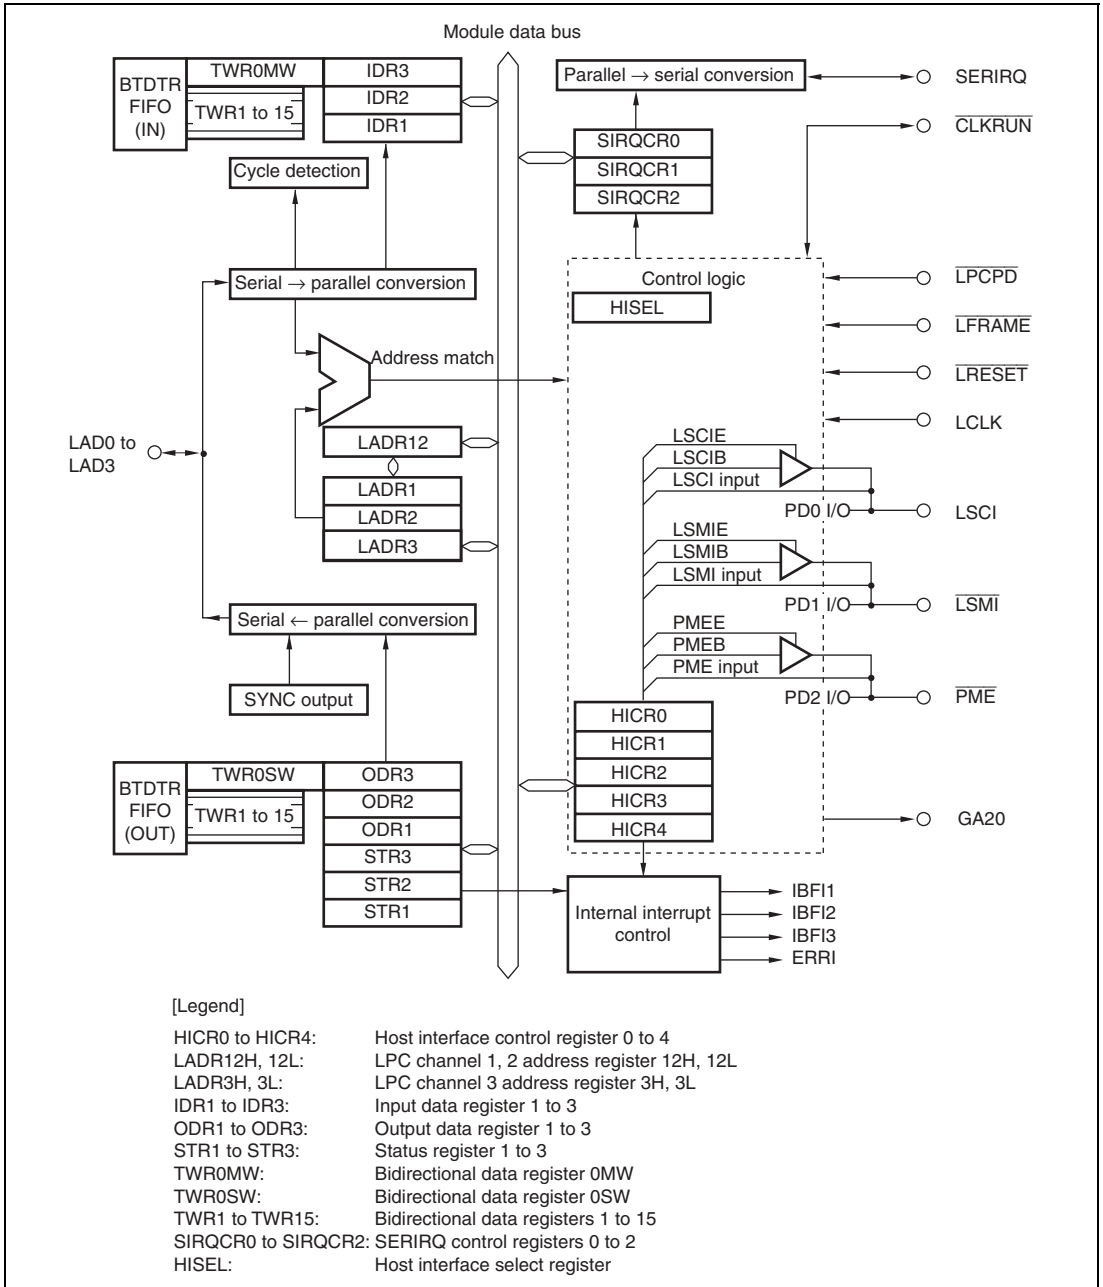 Module data bus
BTDTR
FIFO
(IN)
TWR0MW
TWR1 to 15
IDR3
IDR2
IDR1
Cycle detection
Serial → parallel conversion
Address match
LAD0 to
LAD3
LADR12
LADR1
LADR2
LADR3
Serial ← parallel conversion
SYNC output
BTDTR
FIFO
(OUT)
TWR0SW
TWR1 to 15
ODR3
ODR2
ODR1
STR3
STR2
STR1
Parallel → serial conversion
SERIRQ
CLKRUN
SIRQCR0
SIRQCR1
SIRQCR2
Control logic
HISEL
LPCPD
LFRAME
LRESET
LCLK
LSCIE
LSCIB
LSCI input
PD0 I/O
LSCI
LSMIE
LSMIB
LSMI input
PD1 I/O
LSMI
PMEE
PMEB
PME input
PD2 I/O
PME
HICR0
HICR1
HICR2
HICR3
HICR4
GA20
Internal interrupt
control
IBFI1
IBFI2
IBFI3
ERRI
[Legend]
HICR0 to HICR4: Host interface control register 0 to 4
LADR12H, 12L: LPC channel 1, 2 address register 12H, 12L
LADR3H, 3L: LPC channel 3 address register 3H, 3L
IDR1 to IDR3: Input data register 1 to 3
ODR1 to ODR3: Output data register 1 to 3
STR1 to STR3: Status register 1 to 3
TWR0MW: Bidirectional data register 0MW
TWR0SW: Bidirectional data register 0SW
TWR1 to TWR15: Bidirectional data registers 1 to 15
SIRQCR0 to SIRQCR2: SERIRQ control registers 0 to 2
HISEL: Host interface select register